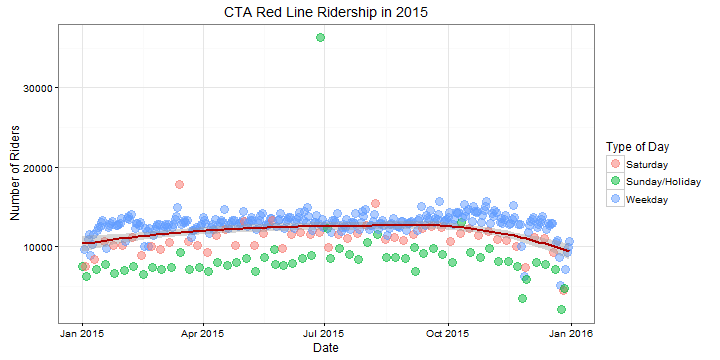 CTA Red Line Ridership in 2015
Number of Riders
30000
20000
10000
Jan 2015
Apr 2015
Jul 2015
Oct 2015
Jan 2016
Date
Type of Day
Saturday
Sunday/Holiday
Weekday